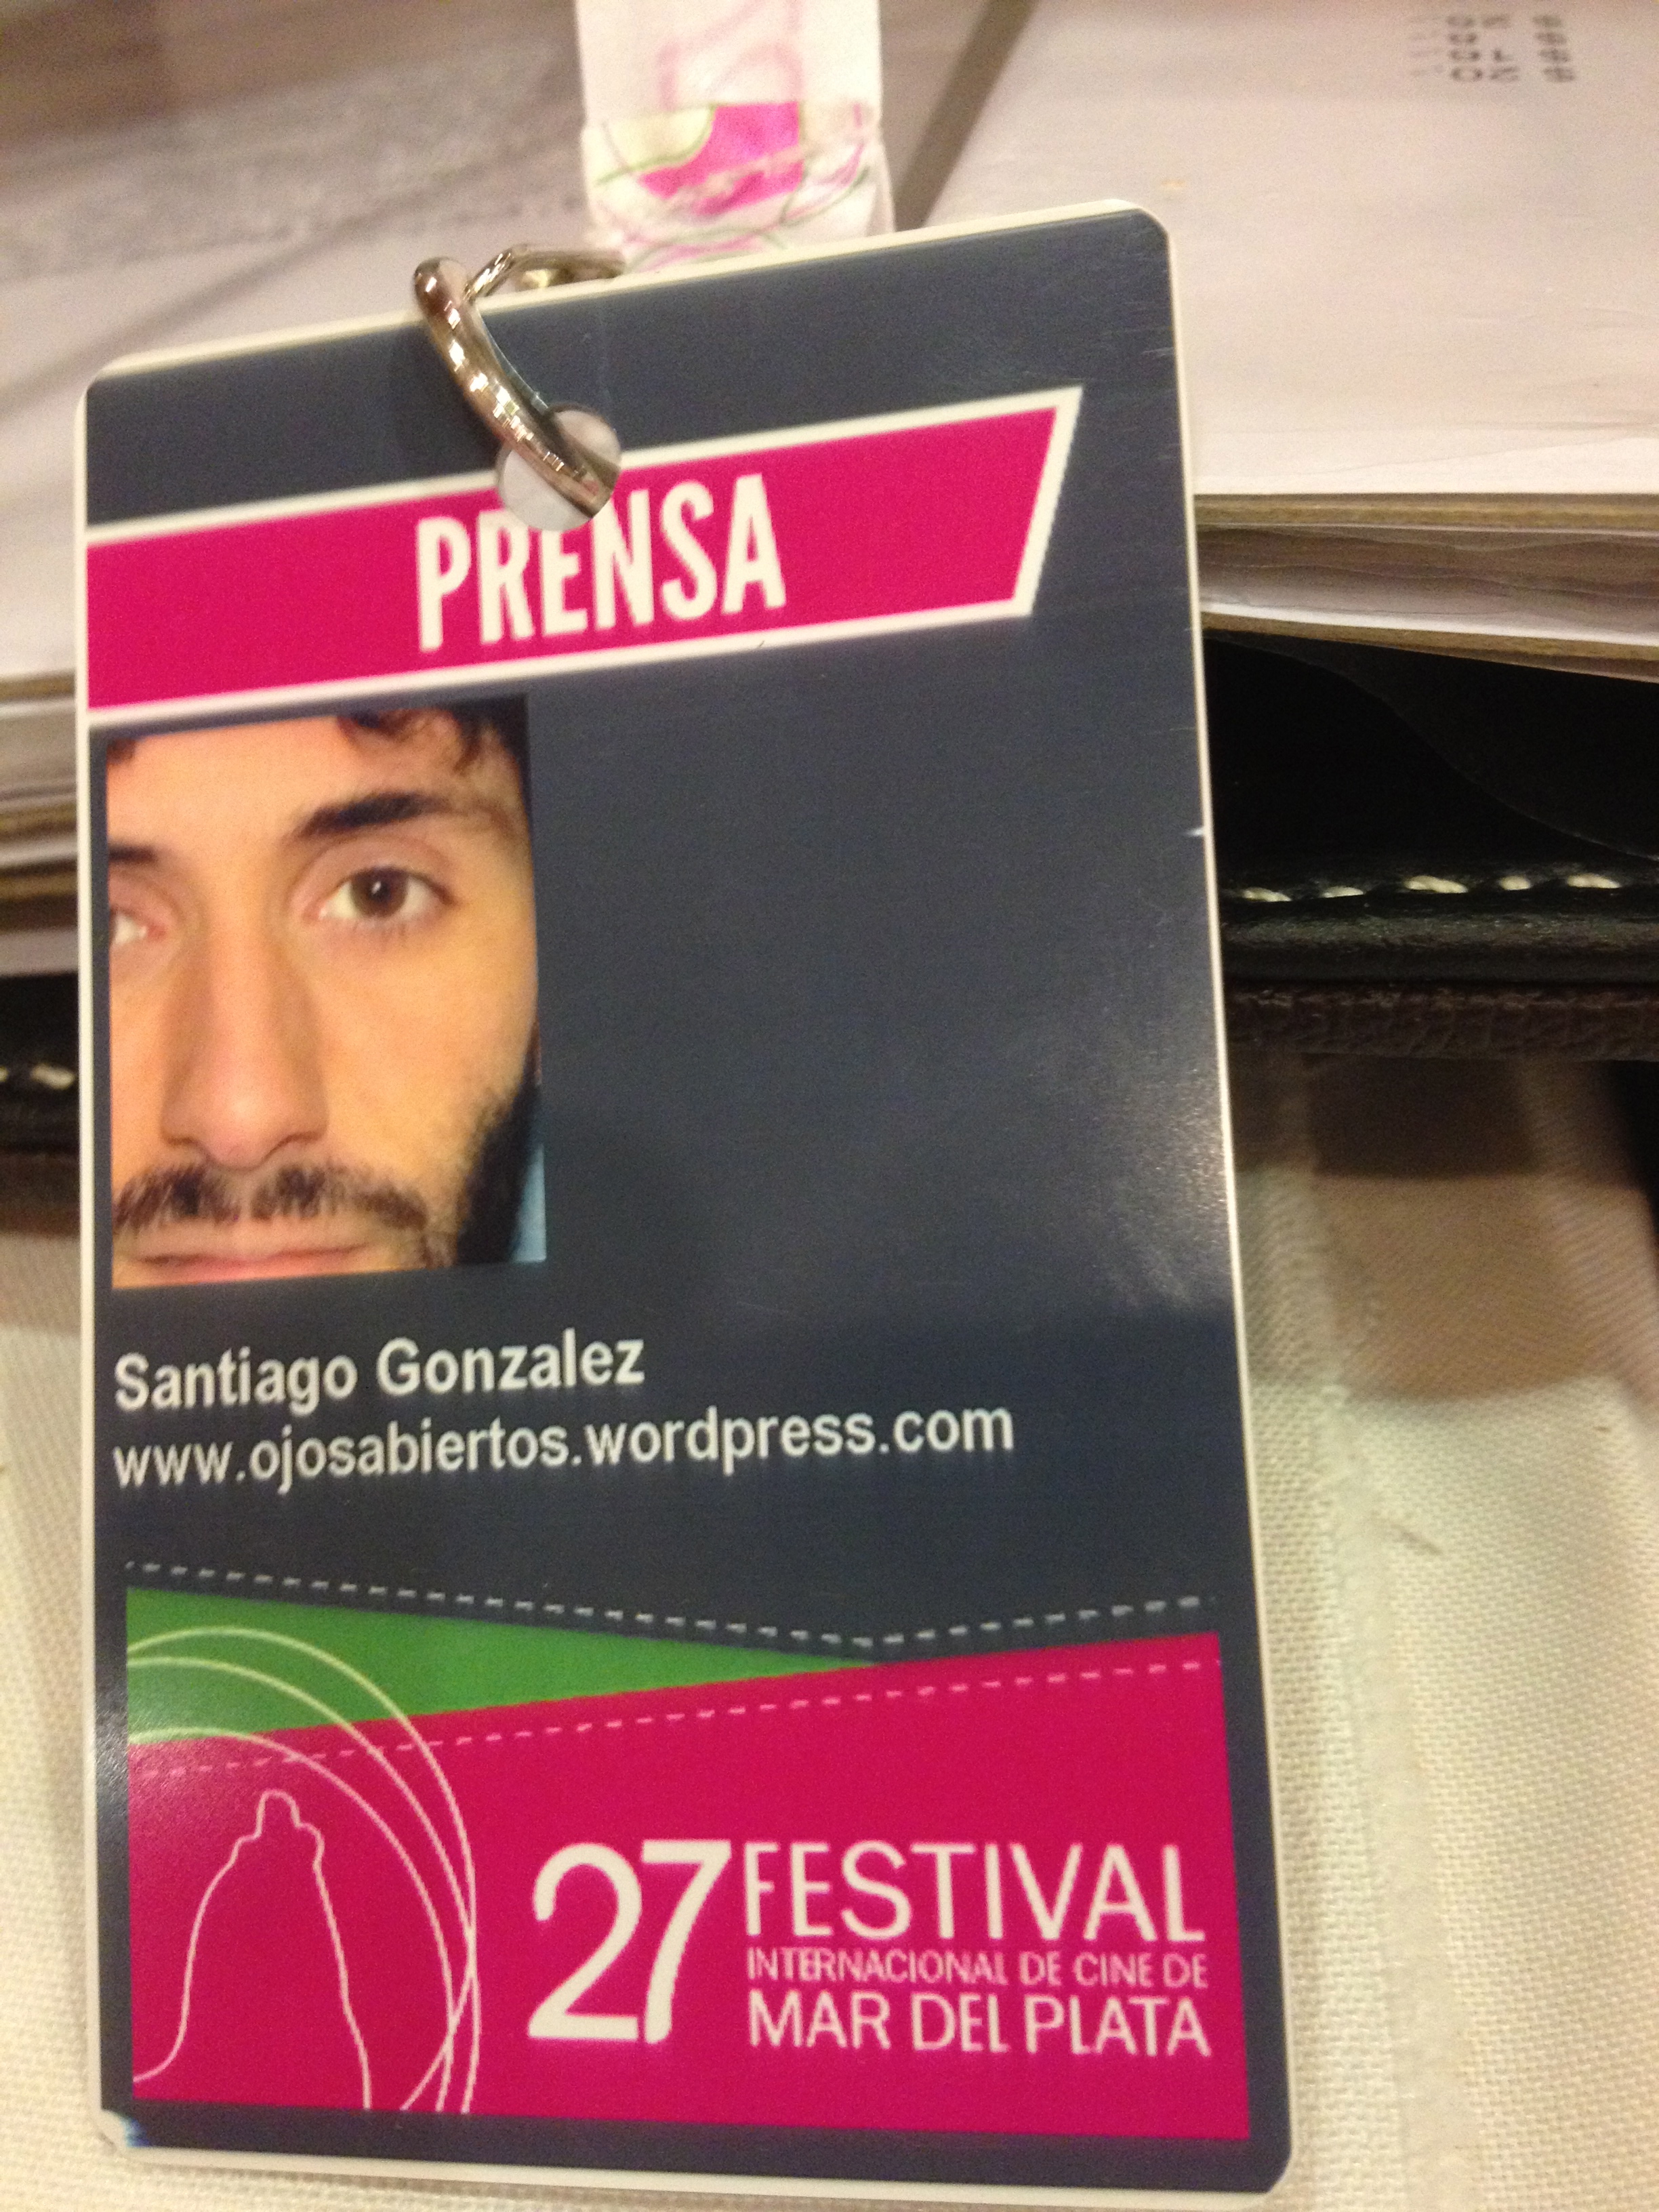 PRENSA
Santiago Gonzalez
www.ojosabiertos.wordpress.com
27 FESTIVAL
INTERNACIONAL DE CINE DE
MAR DEL PLATA